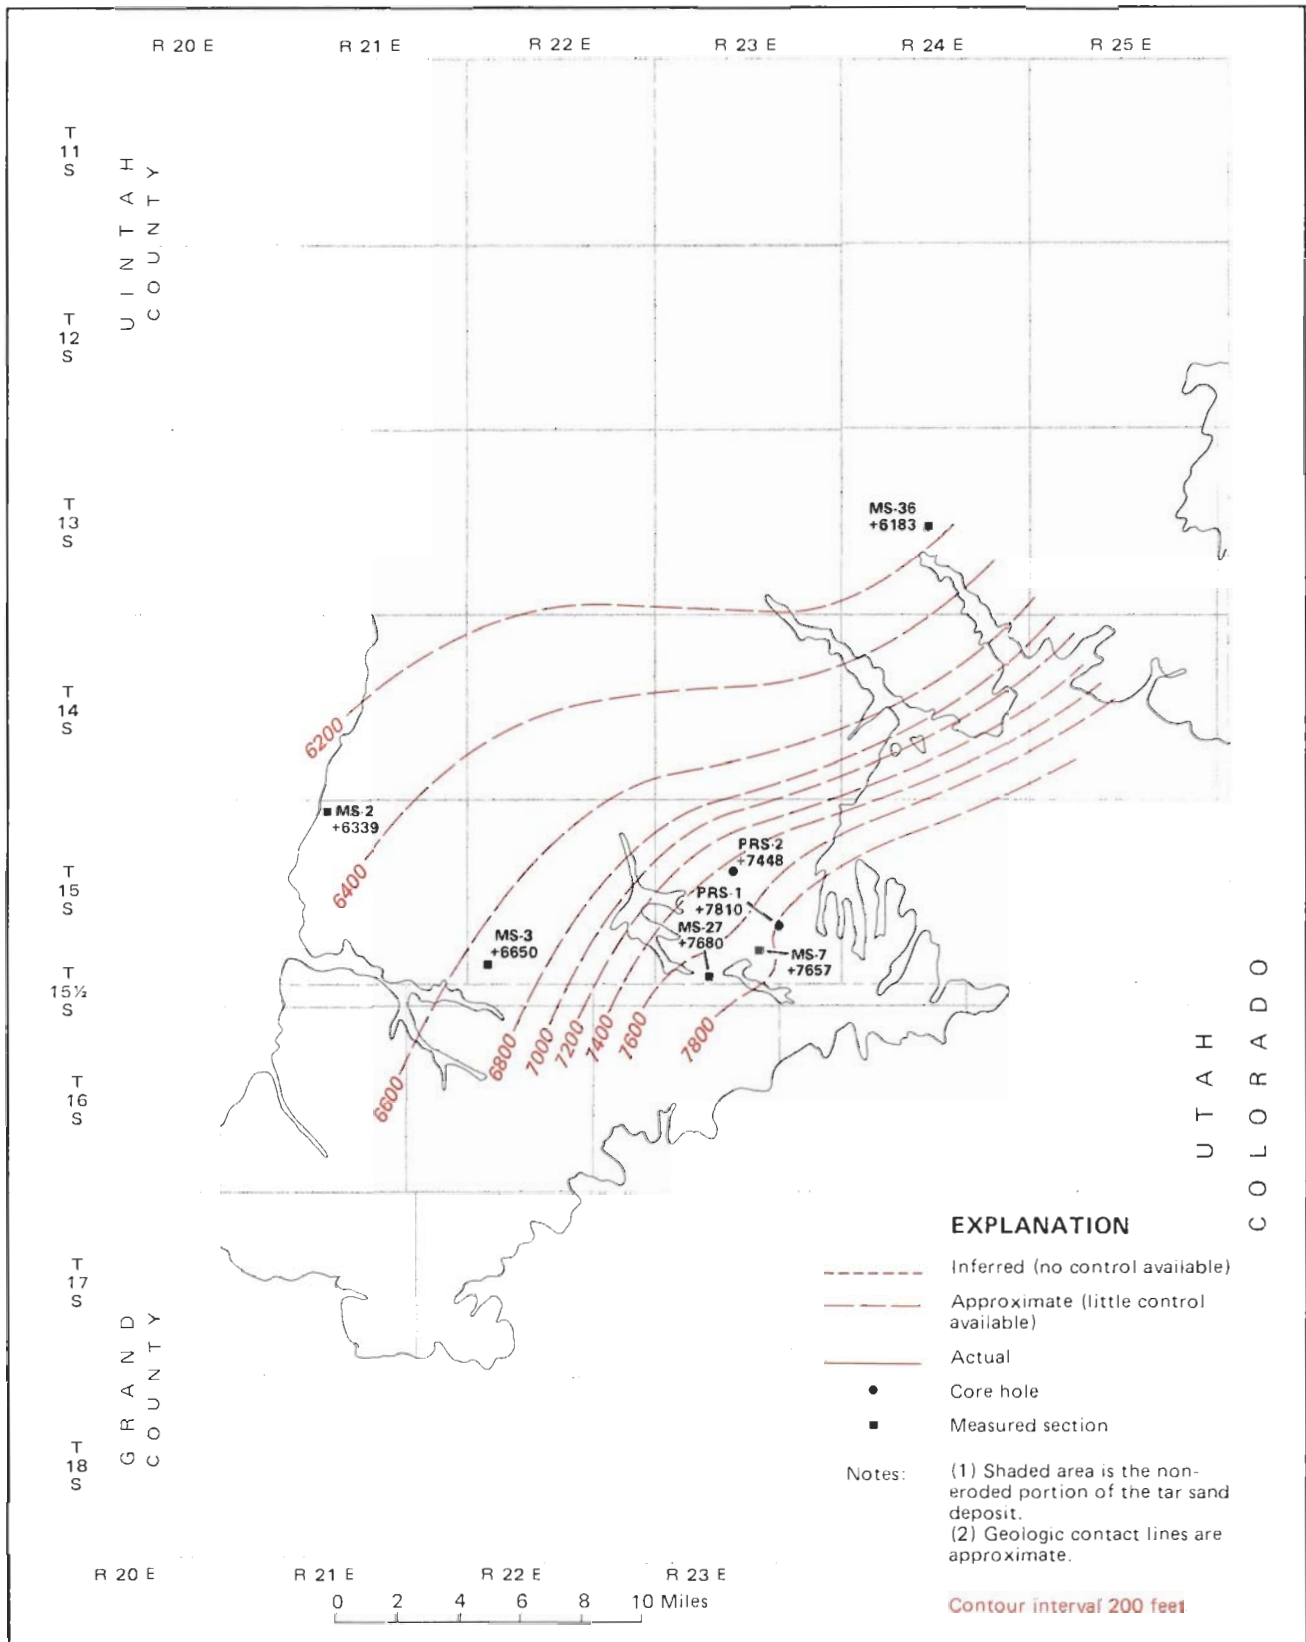 R 20 E R 21 E R 22 E R 23 E R 24 E R 25 E
T
11
S
UINTAH
COUNTY
T
12
S
T
13
S
MS-36
+6183
T
14
S
6200
MS-2
+6339
PRS-2
+7448
T
15
S
6400
PRS-1
+7810
MS-27
+7680
MS-3
+6650
MS-7
+7657
T
15½
S
6800
7000
7200
7400
7600
7800
6600
T
16
S
UTAH
COLORADO
T
17
S
GRAND
COUNTY
T
18
S
EXPLANATION
Inferred (no control available)
Approximate (little control
available)
Actual
Core hole
Measured section
Notes: (1) Shaded area is the non-
eroded portion of the tar sand
deposit.
(2) Geologic contact lines are
approximate.
Contour interval 200 feet
R 20 E R 21 E R 22 E R 23 E
0 2 4 6 8 10 Miles